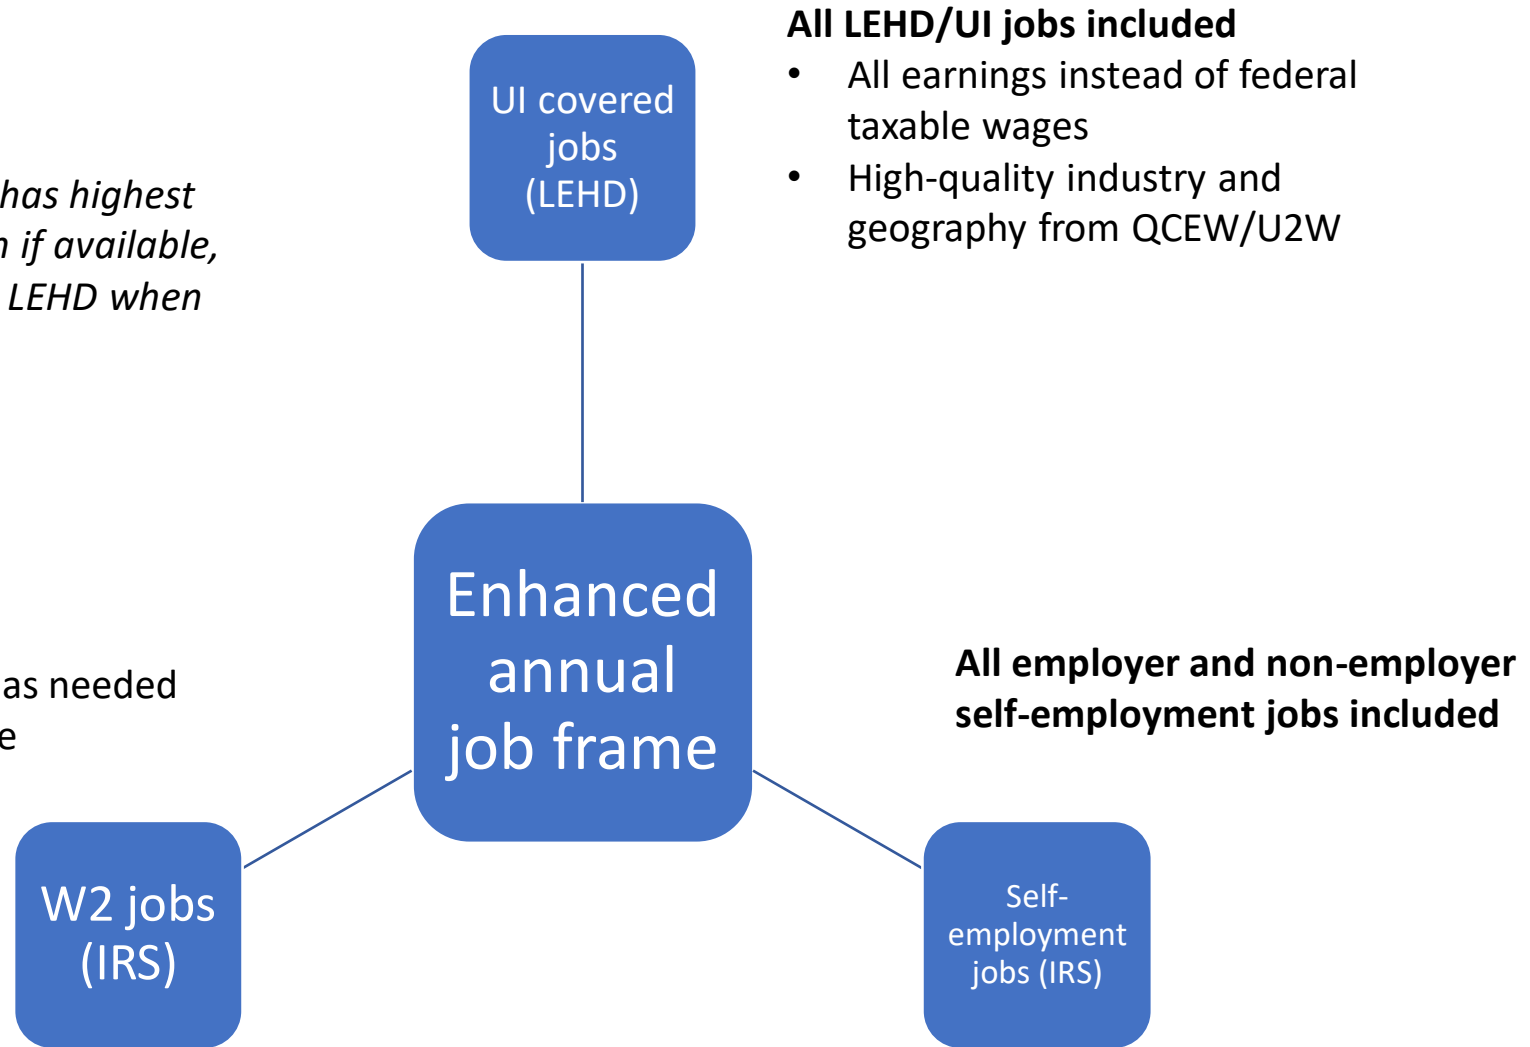 All LEHD/UI jobs included
• All earnings instead of federal
taxable wages
• High-quality industry and
geography from QCEW/U2W
UI covered
jobs
(LEHD)
has highest
if available,
LEHD when
Enhanced
annual
job frame
as needed
All employer and non-employer
self-employment jobs included
W2 jobs
(IRS)
Self-
employment
jobs (IRS)